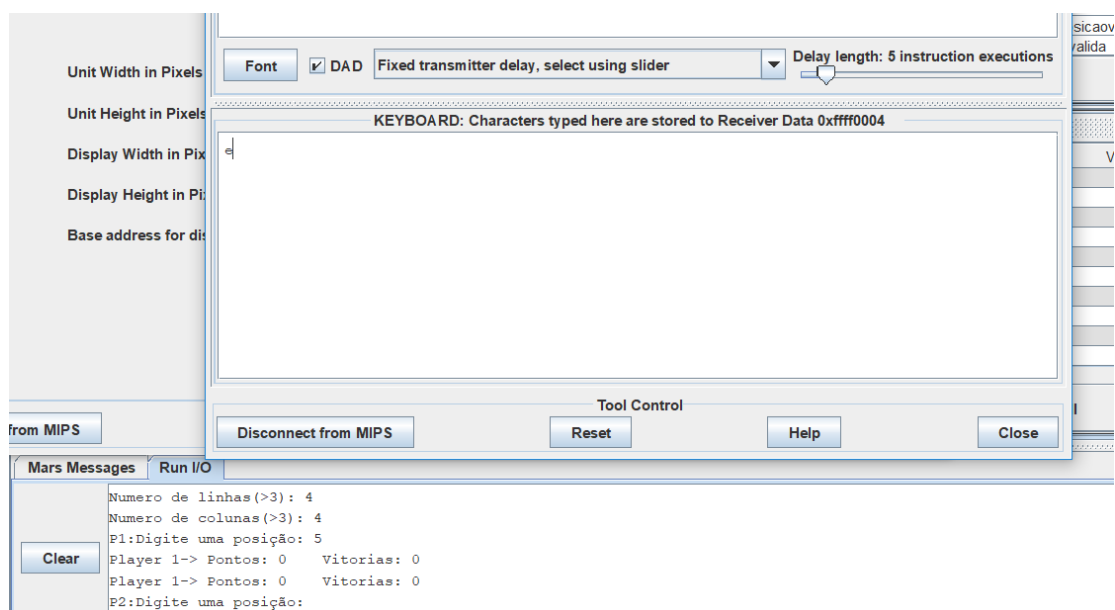 sicaov
valida
Font
DAD
Fixed transmitter delay, select using slider
Delay length: 5 instruction executions
Unit Width in Pixels
Unit Height in Pixels
KEYBOARD: Characters typed here are stored to Receiver Data 0xffff0004
e
V
Display Width in Pix
Display Height in Pi
Base address for dis
Tool Control
from MIPS
Disconnect from MIPS
Reset
Help
Close
Mars Messages
Run I/O
Clear
Numero de linhas(>3): 4
Numero de colunas(>3): 4
P1:Digite uma posição: 5
Player 1-> Pontos: 0    Vitorias: 0
Player 1-> Pontos: 0    Vitorias: 0
P2:Digite uma posição: